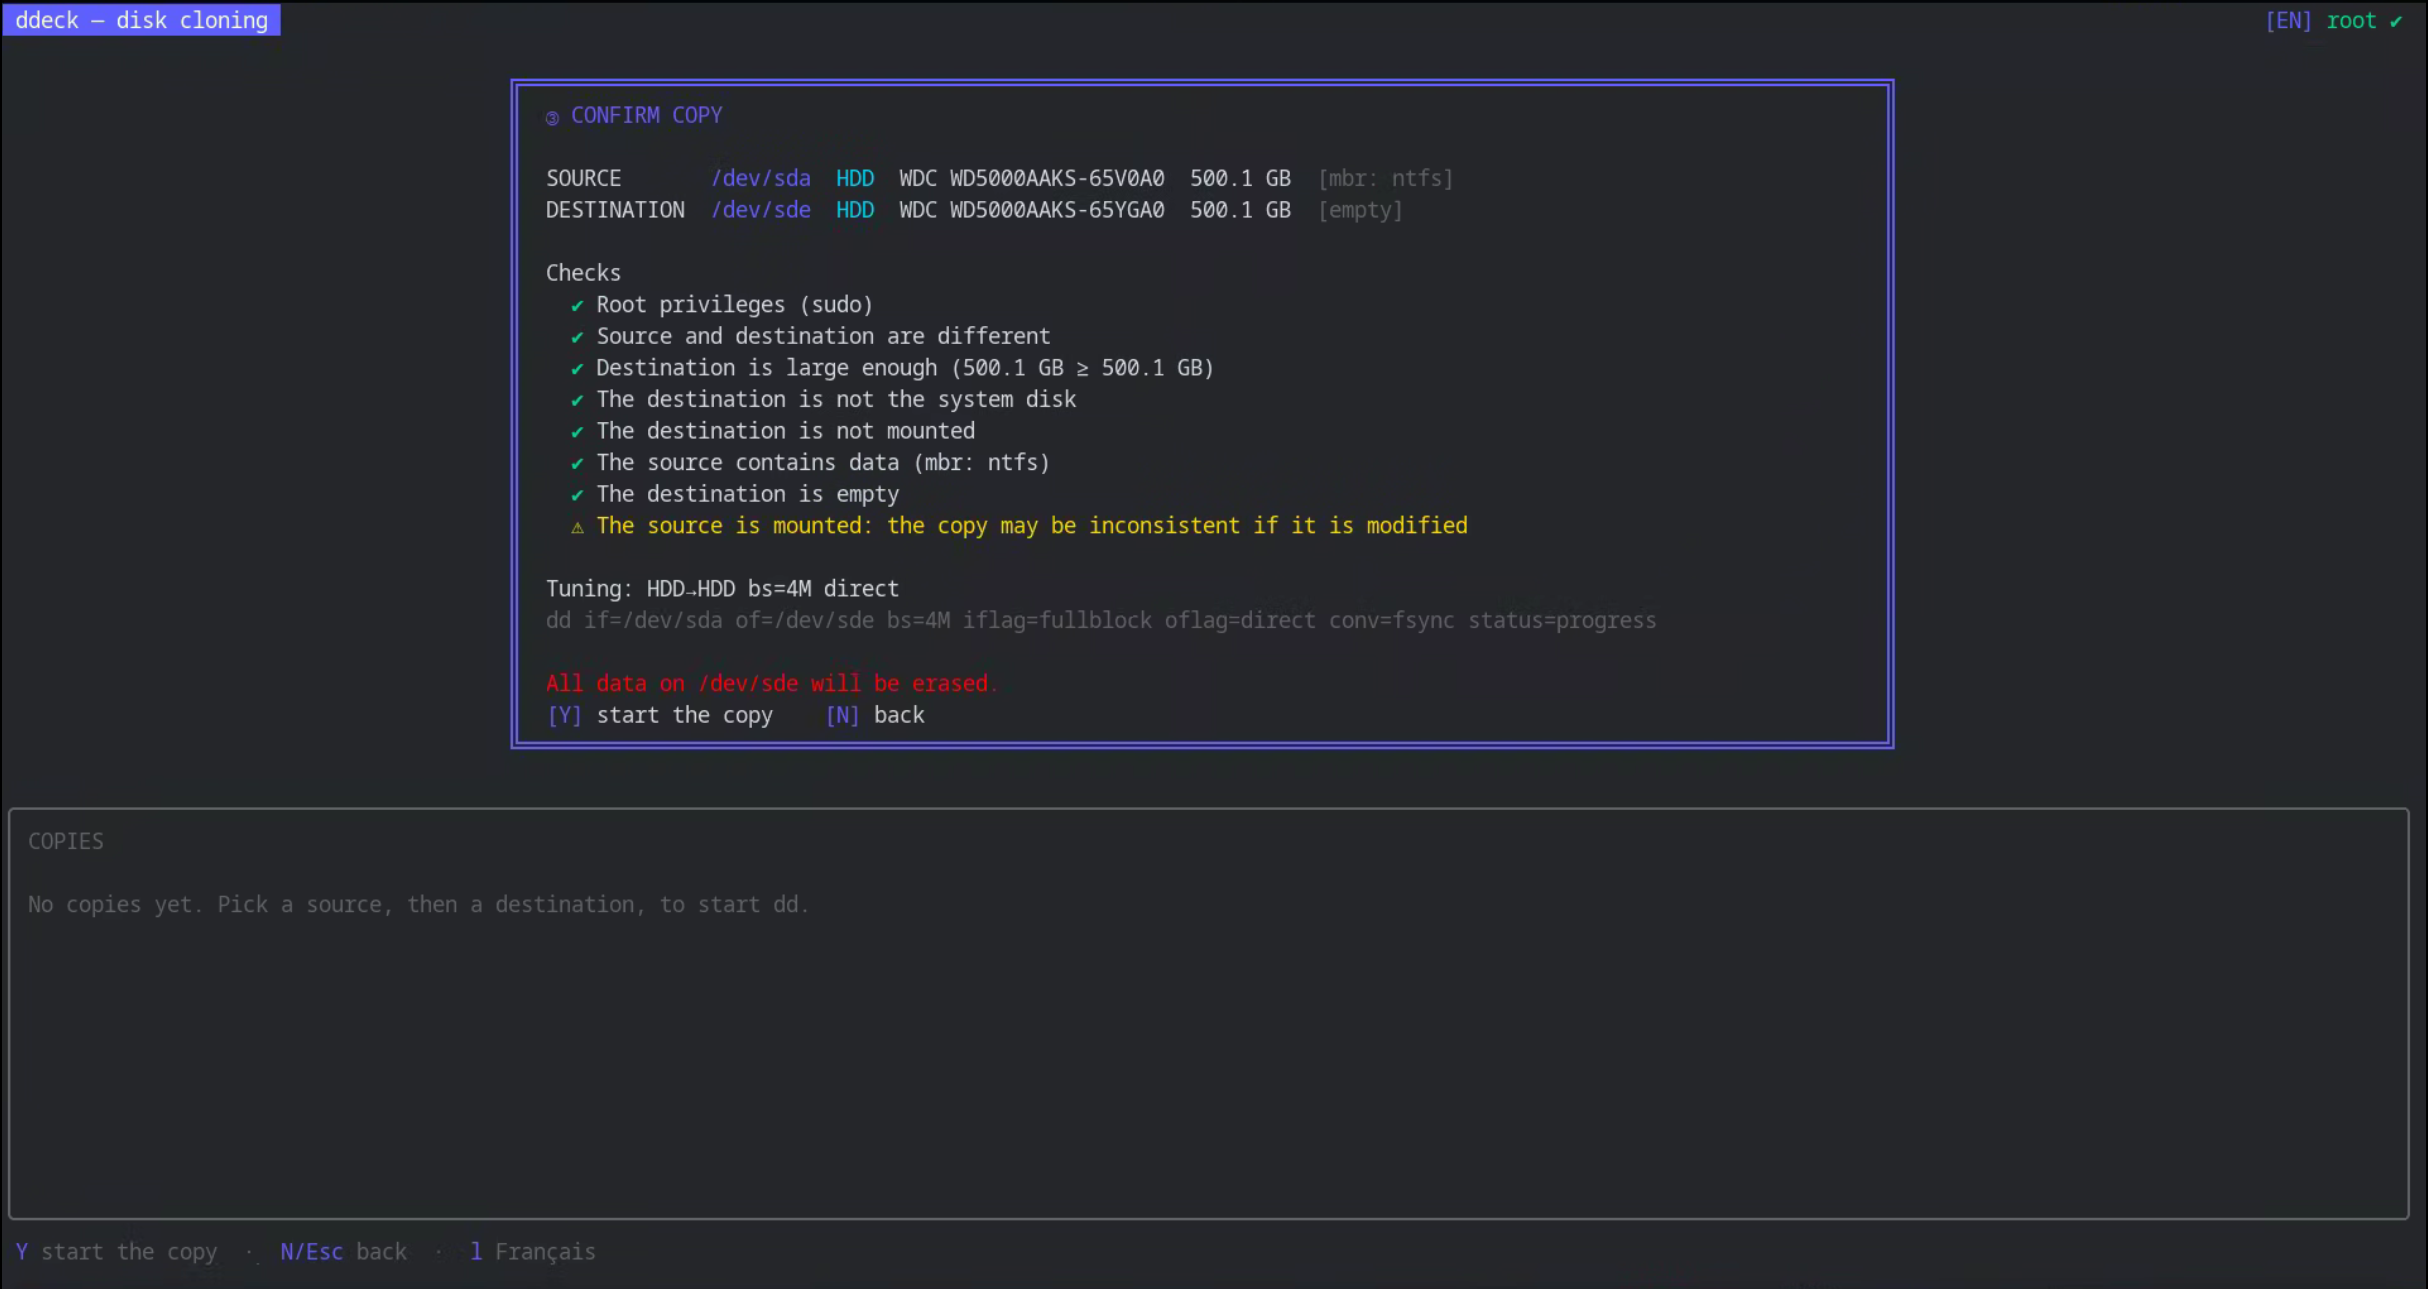 ddeck — disk cloning
[EN] root ✔
③ CONFIRM COPY
SOURCE /dev/sda HDD WDC WD5000AAKS-65V0A0 500.1 GB [mbr: ntfs]
DESTINATION /dev/sde HDD WDC WD5000AAKS-65YGA0 500.1 GB [empty]
Checks
✔ Root privileges (sudo)
✔ Source and destination are different
✔ Destination is large enough (500.1 GB ≥ 500.1 GB)
✔ The destination is not the system disk
✔ The destination is not mounted
✔ The source contains data (mbr: ntfs)
✔ The destination is empty
⚠ The source is mounted: the copy may be inconsistent if it is modified
Tuning: HDD→HDD bs=4M direct
dd if=/dev/sda of=/dev/sde bs=4M iflag=fullblock oflag=direct conv=fsync status=progress
All data on /dev/sde will be erased.
[Y] start the copy [N] back
COPIES
No copies yet. Pick a source, then a destination, to start dd.
Y start the copy · N/Esc back · l Français